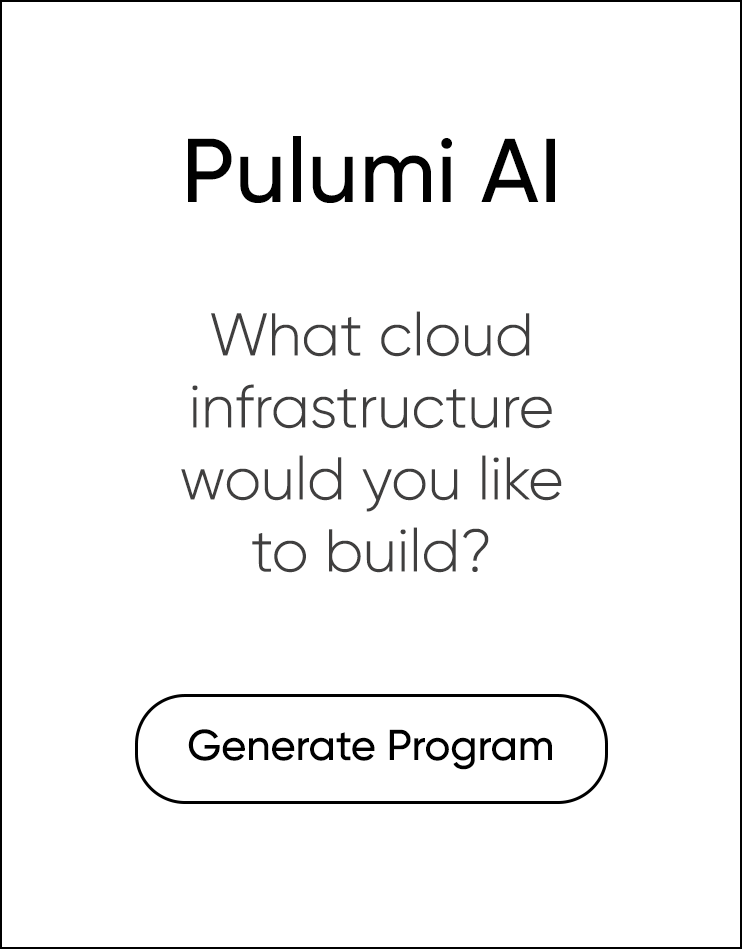 Pulumi AI
What cloud
infrastructure
would you like
to build?
Generate Program